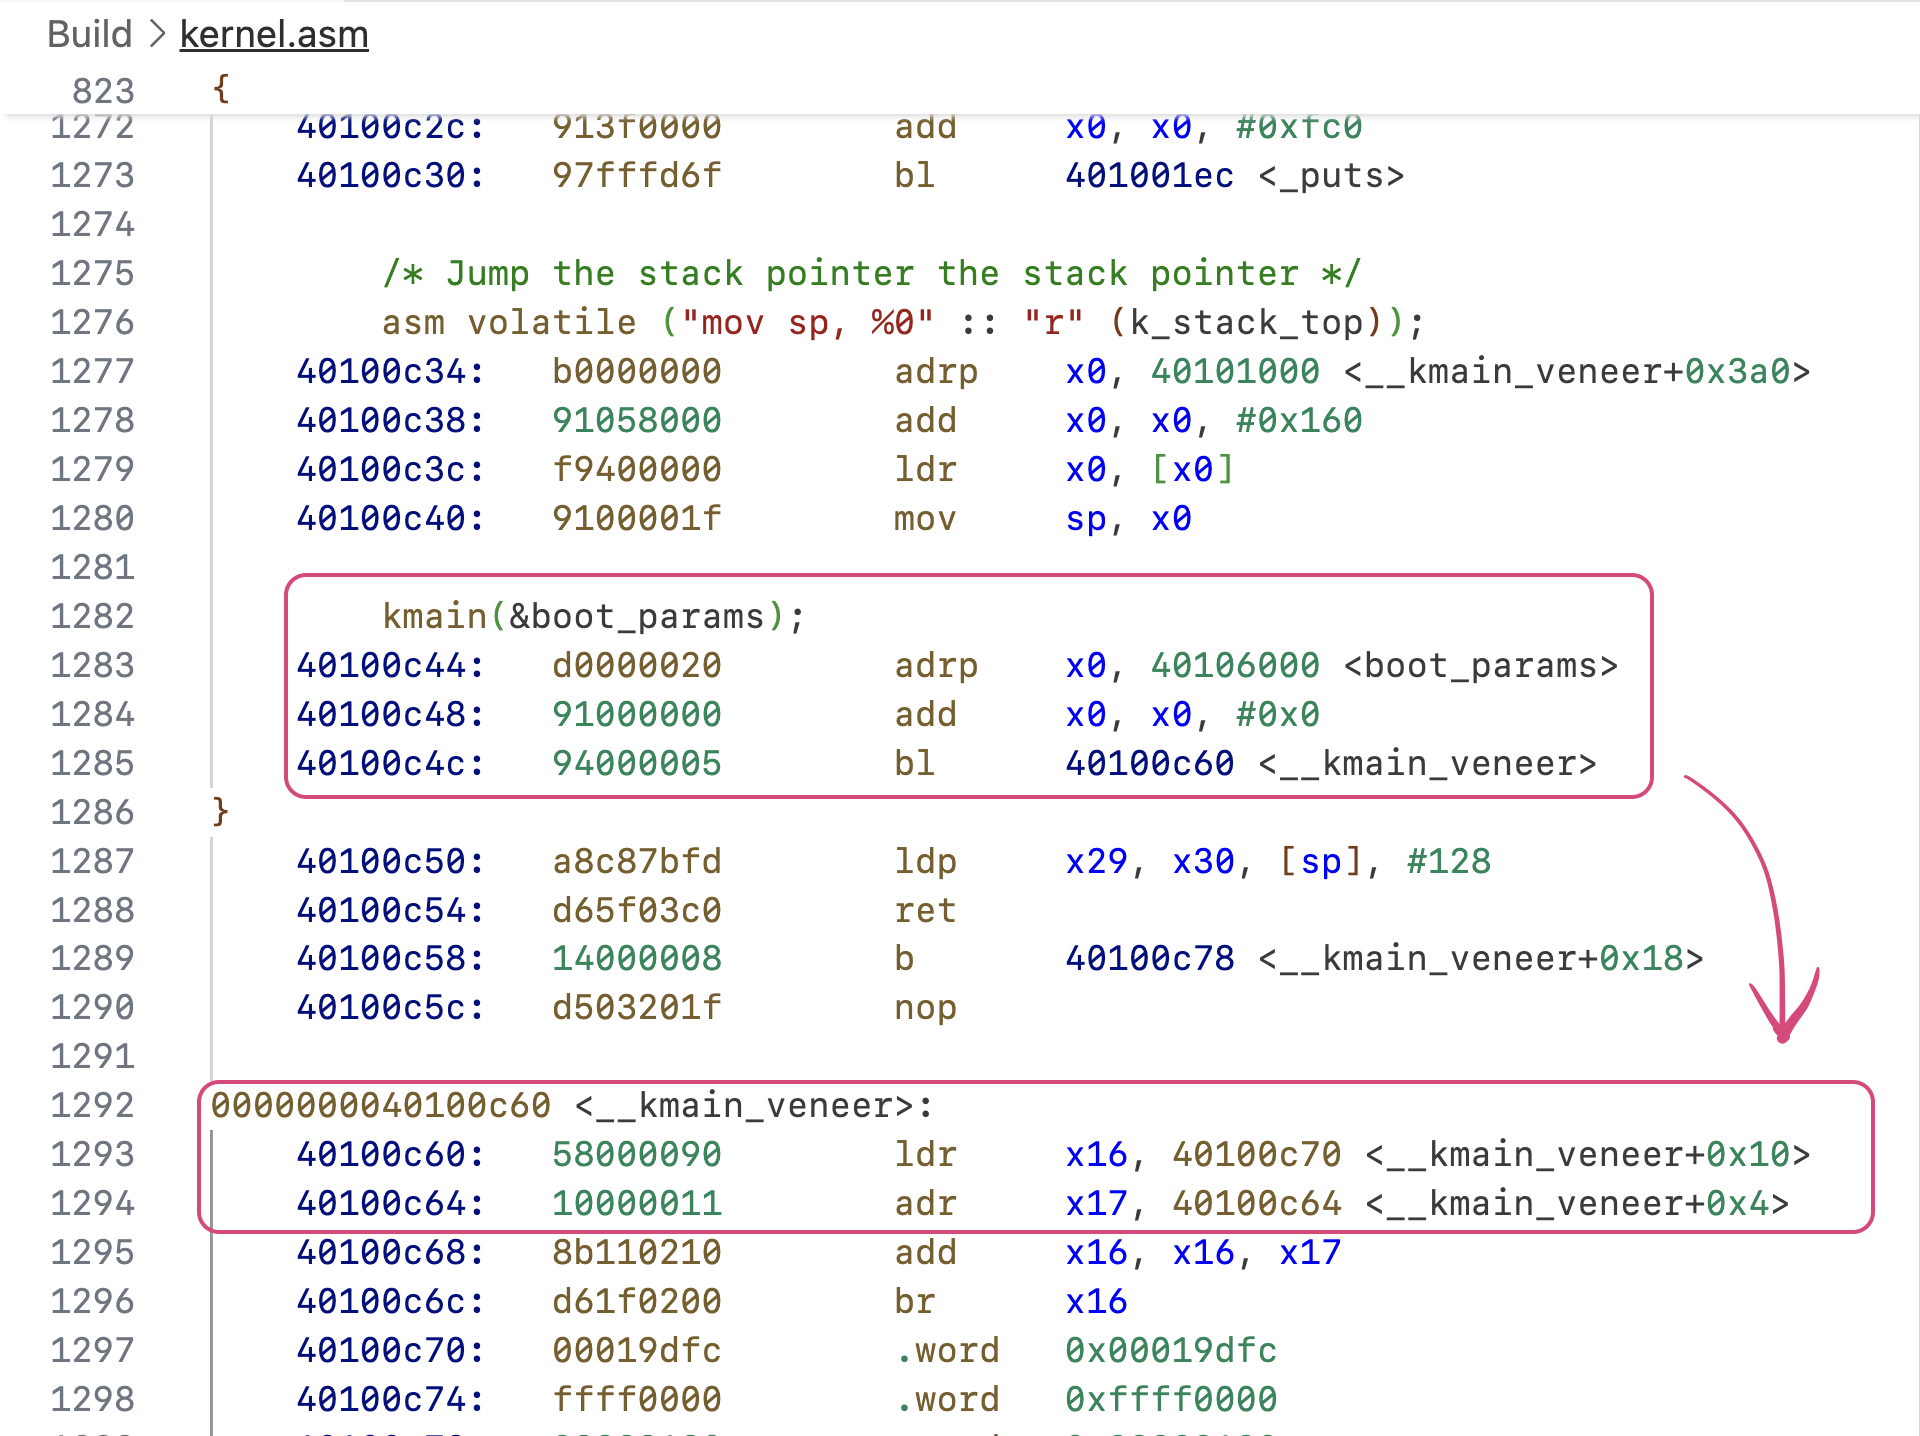 Build > kernel.asm
823 {
1272 40100c2c: 913f0000 add x0, x0, #0xfc0
1273 40100c30: 97fffd6f bl 401001ec <_puts>
1274
1275 /* Jump the stack pointer the stack pointer */
1276 asm volatile ("mov sp, %0" :: "r" (k_stack_top));
1277 40100c34: b0000000 adrp x0, 40101000 <__kmain_veneer+0x3a0>
1278 40100c38: 91058000 add x0, x0, #0x160
1279 40100c3c: f9400000 ldr x0, [x0]
1280 40100c40: 9100001f mov sp, x0
1281
1282 kmain(&boot_params);
1283 40100c44: d0000020 adrp x0, 40106000 <boot_params>
1284 40100c48: 91000000 add x0, x0, #0x0
1285 40100c4c: 94000005 bl 40100c60 <__kmain_veneer>
1286 }
1287 40100c50: a8c87bfd ldp x29, x30, [sp], #128
1288 40100c54: d65f03c0 ret
1289 40100c58: 14000008 b 40100c78 <__kmain_veneer+0x18>
1290 40100c5c: d503201f nop
1291
1292 0000000040100c60 <__kmain_veneer>:
1293 40100c60: 58000090 ldr x16, 40100c70 <__kmain_veneer+0x10>
1294 40100c64: 10000011 adr x17, 40100c64 <__kmain_veneer+0x4>
1295 40100c68: 8b110210 add x16, x16, x17
1296 40100c6c: d61f0200 br x16
1297 40100c70: 00019dfc .word 0x00019dfc
1298 40100c74: ffff0000 .word 0xffff0000